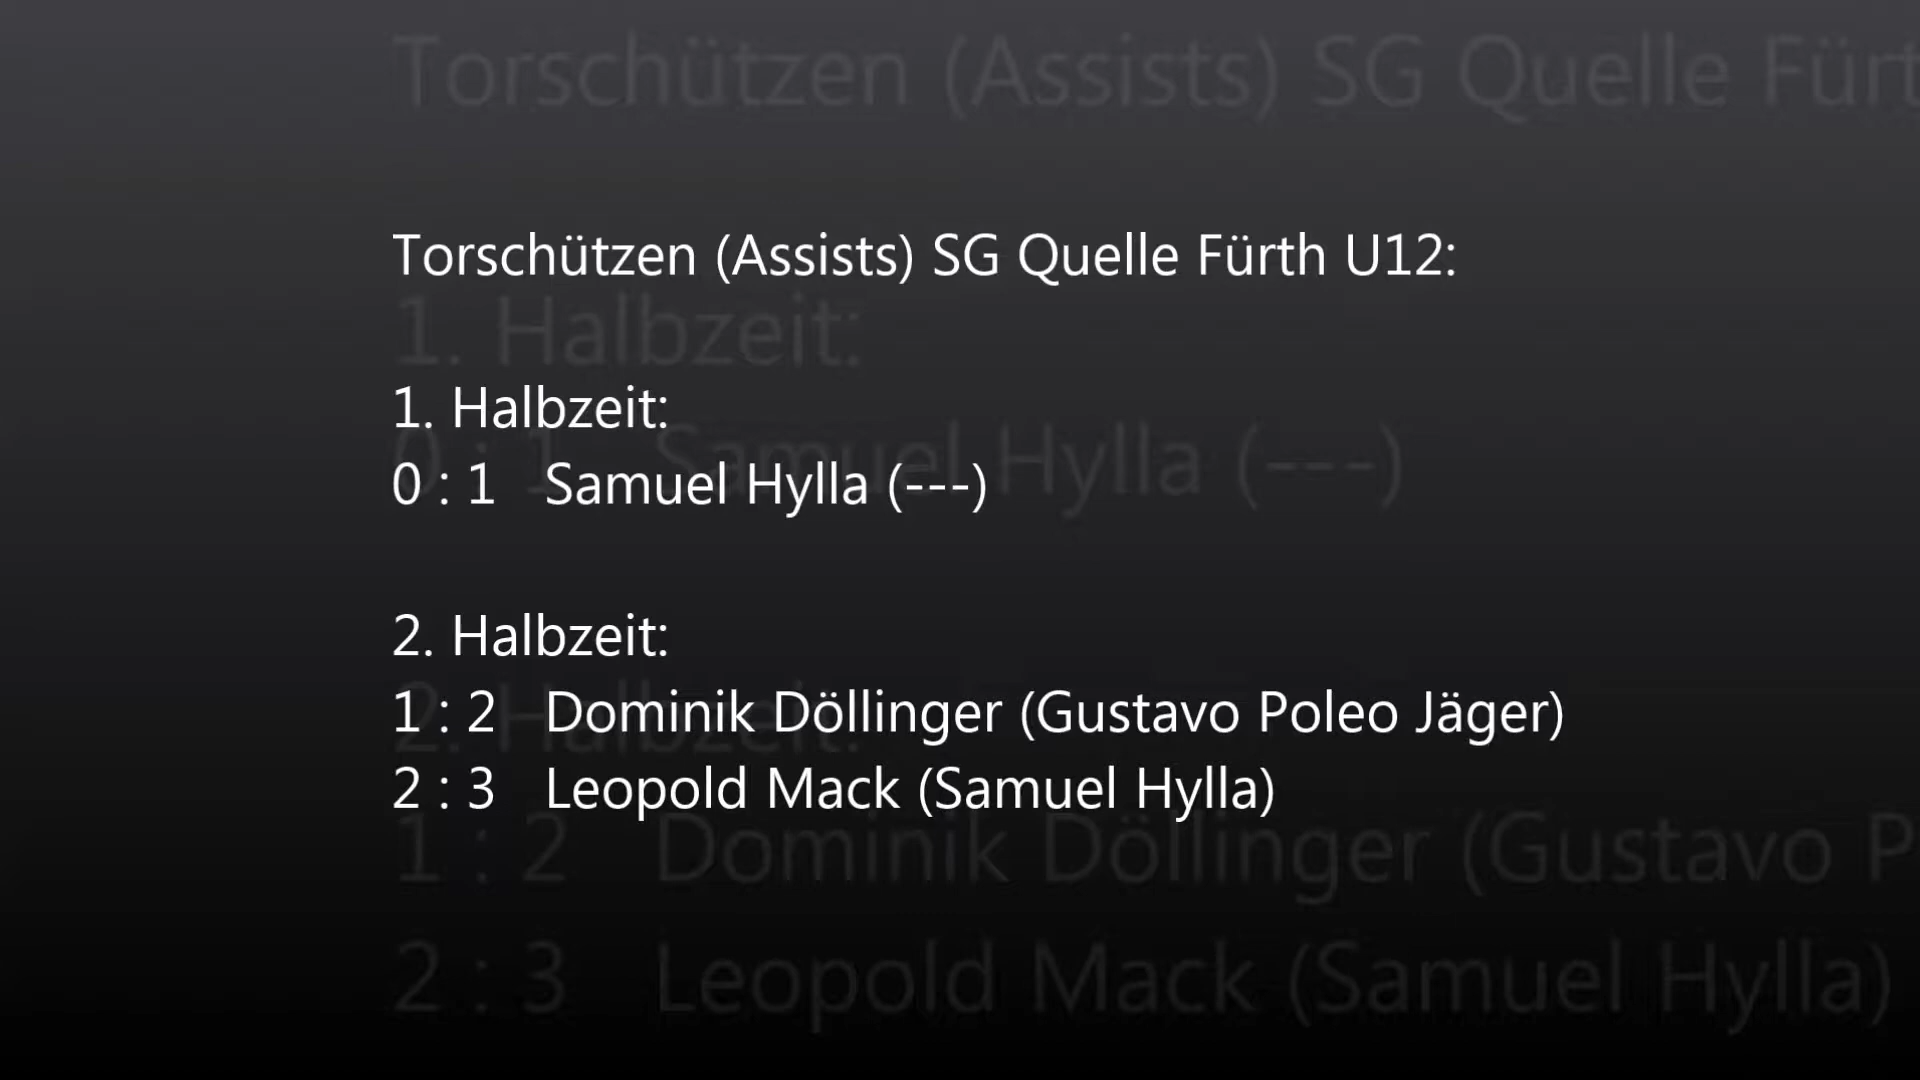 Torschützen (Assists) SG Quelle Fürth U12:
1. Halbzeit:
0 : 1 Samuel Hylla (---)
2. Halbzeit:
1 : 2 Dominik Döllinger (Gustavo Poleo Jäger)
2 : 3 Leopold Mack (Samuel Hylla)